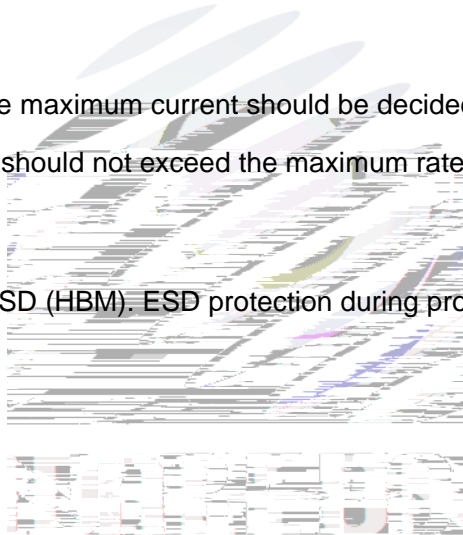 e maximum current should be decided
should not exceed the maximum rate
SD (HBM). ESD protection during pro